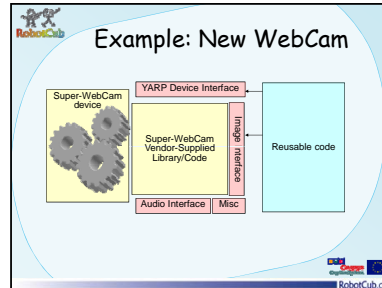 RobotCub
Example: New WebCam
YARP Device Interface
Super-WebCam
device
Super-WebCam
Vendor-Supplied
Library/Code
Image Interface
Reusable code
Audio Interface
Misc
RobotCub.o